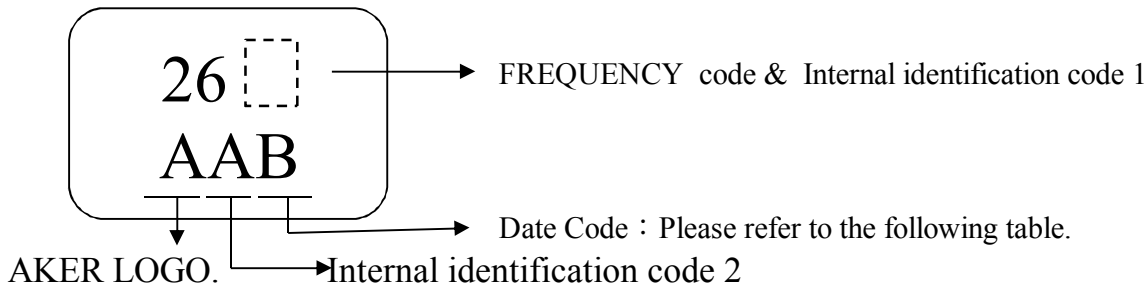 26
FREQUENCY code & Internal identification code 1
AAB
Date Code：Please refer to the following table.
AKER LOGO.
Internal identification code 2